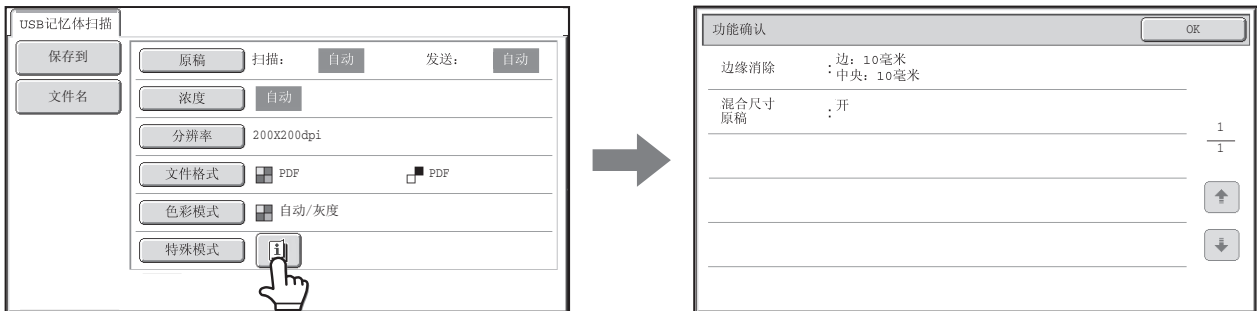 USB记忆体扫描
保存到
文件名
原稿 扫描： 自动 发送： 自动
浓度 自动
分辨率 200X200dpi
文件格式 PDF PDF
色彩模式 自动/灰度
特殊模式
功能确认 OK
边缘消除 ：边：10毫米
中央：10毫米
混合尺寸
原稿 ：开
1
1